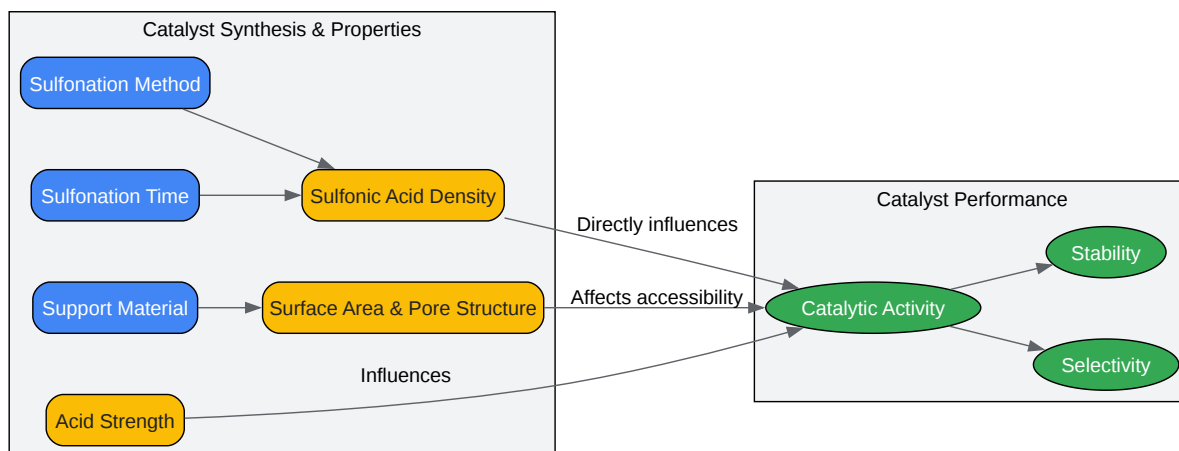 Catalyst Synthesis & Properties
Sulfonation Method
Sulfonation Time
Sulfonic Acid Density
Support Material
Surface Area & Pore Structure
Acid Strength
Directly influences
Affects accessibility
Influences
Catalyst Performance
Catalytic Activity
Stability
Selectivity